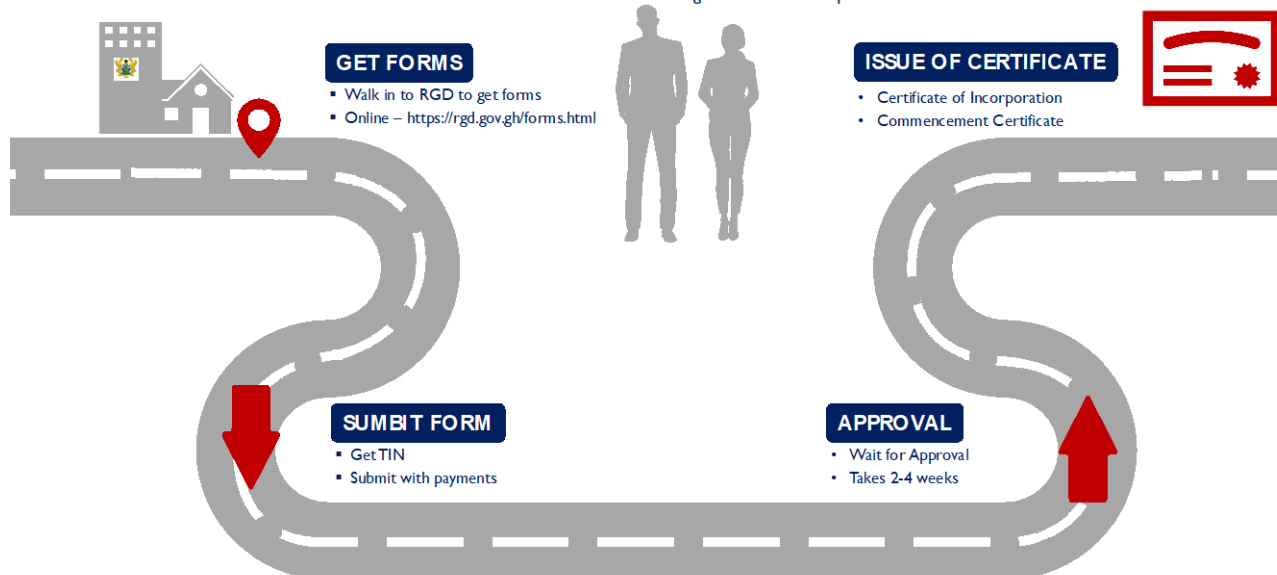 GET FORMS
▪ Walk in to RGD to get forms
▪ Online – https://rgd.gov.gh/forms.html
ISSUE OF CERTIFICATE
• Certificate of Incorporation
• Commencement Certificate
SUMBIT FORM
▪ Get TIN
▪ Submit with payments
APPROVAL
• Wait for Approval
• Takes 2-4 weeks